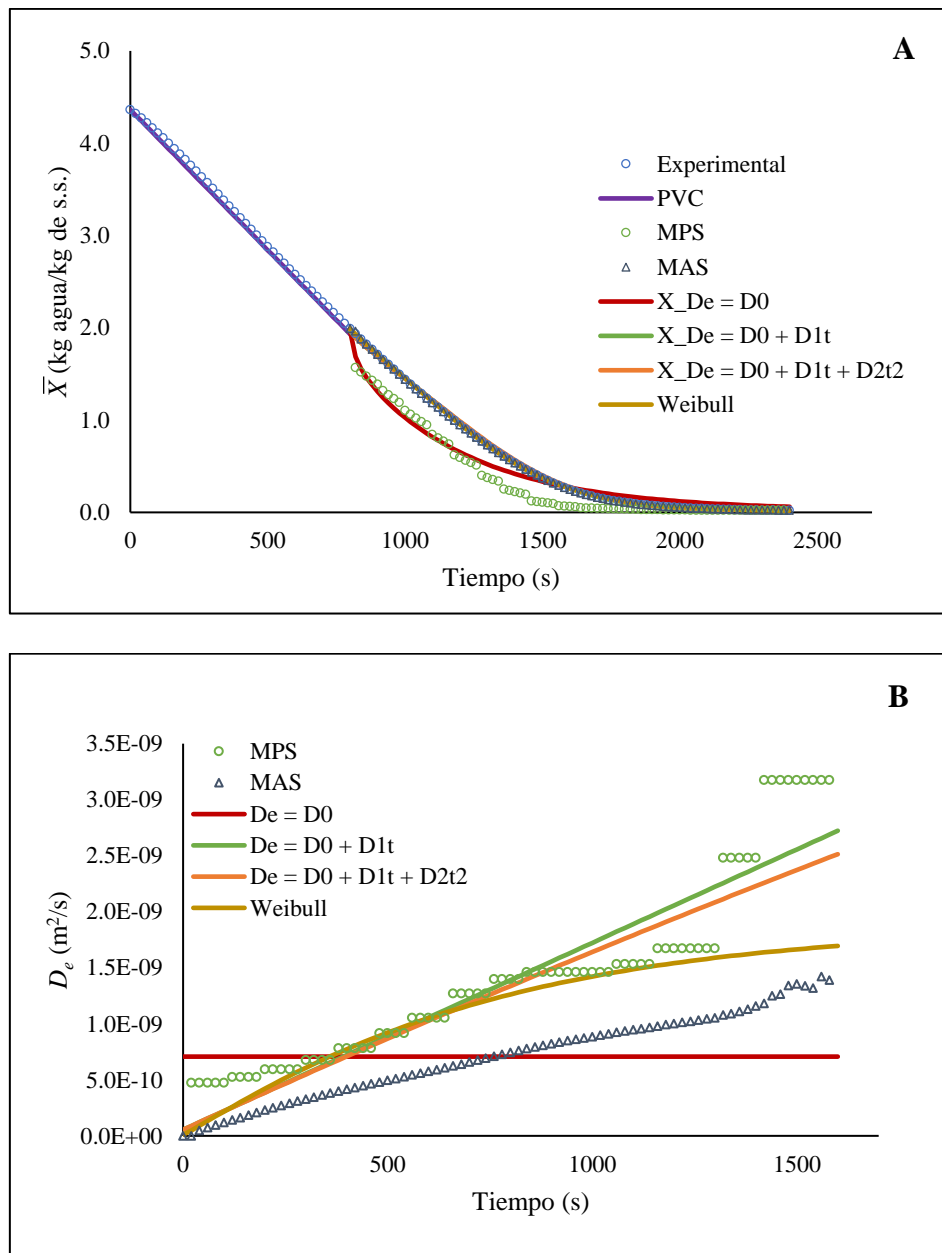 A
5.0
4.0
3.0
2.0
1.0
0.0
X̅ (kg agua/kg de s.s.)
Experimental
PVC
MPS
MAS
X_De = D0
X_De = D0 + D1t
X_De = D0 + D1t + D2t2
Weibull
0
500
1000
1500
2000
2500
Tiempo (s)
B
3.5E-09
3.0E-09
2.5E-09
2.0E-09
1.5E-09
1.0E-09
5.0E-10
0.0E+00
Dₑ (m²/s)
MPS
MAS
De = D0
De = D0 + D1t
De = D0 + D1t + D2t2
Weibull
0
500
1000
1500
Tiempo (s)